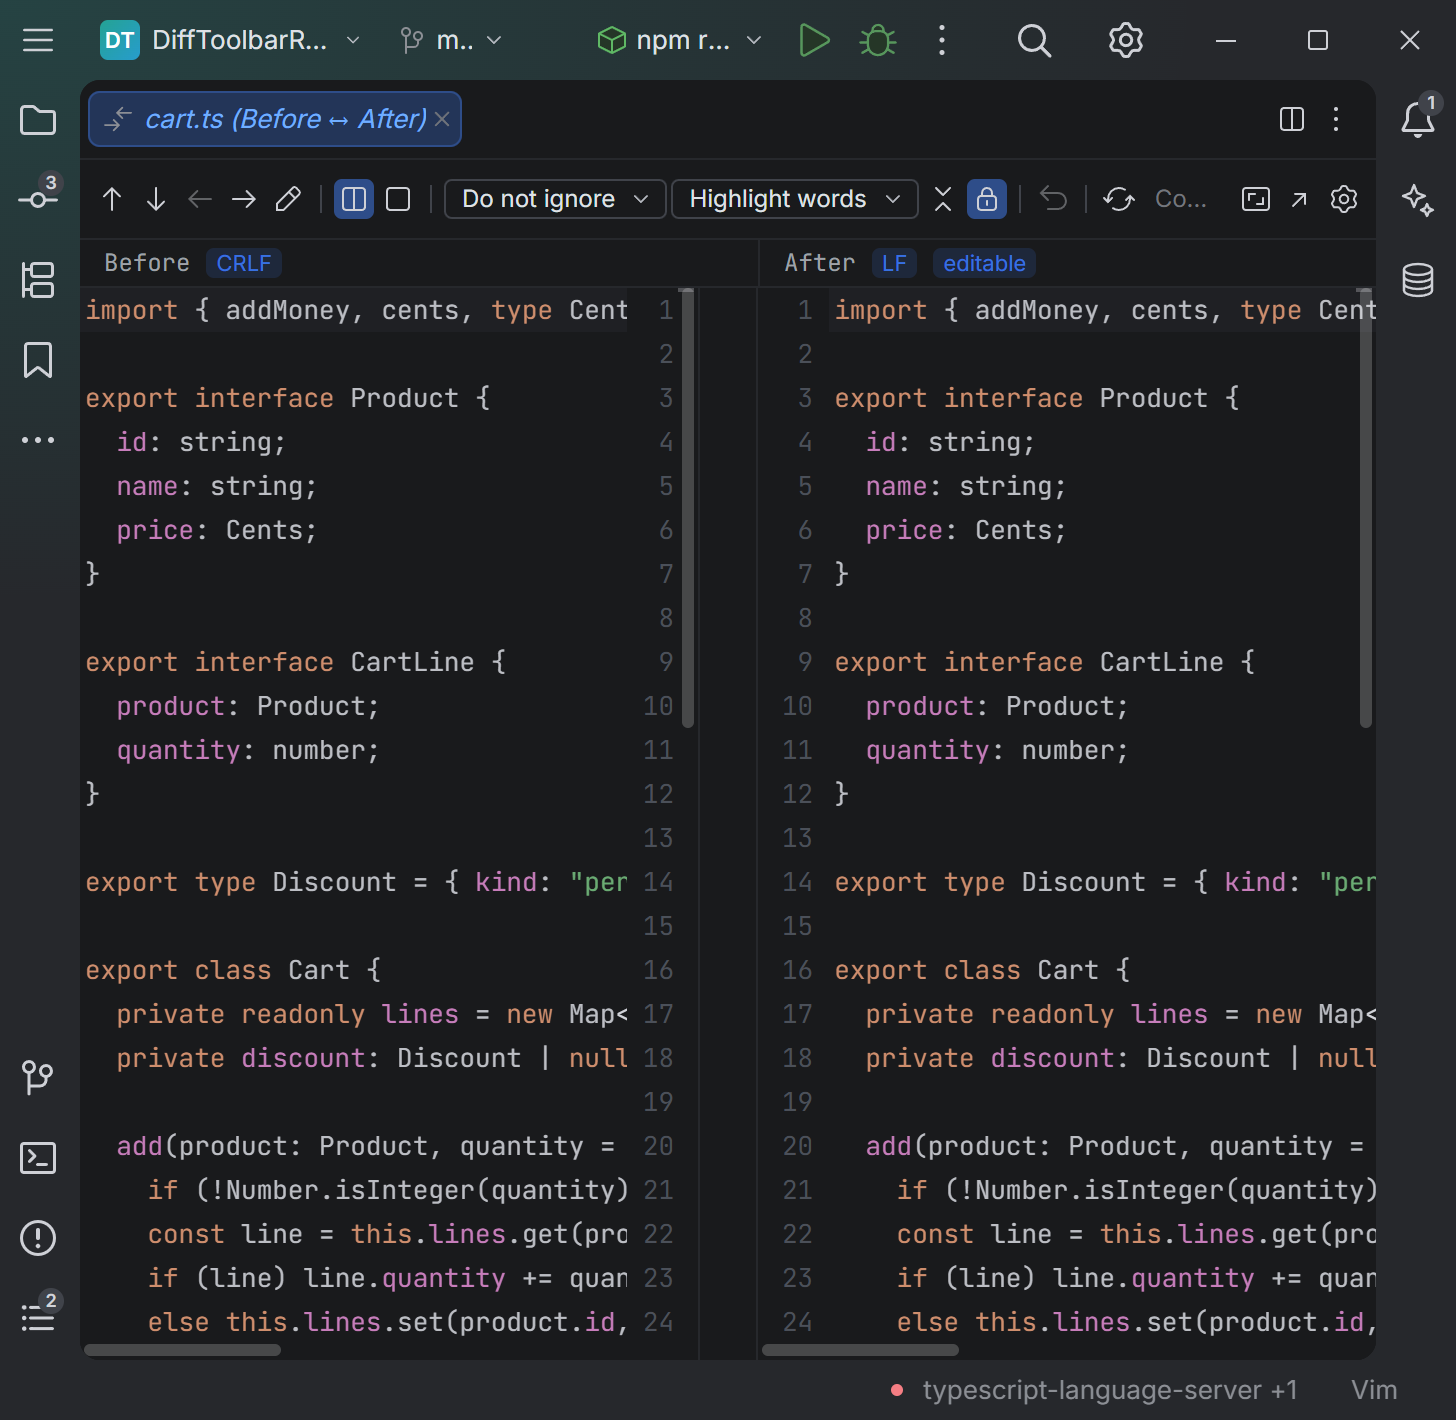 DT DiffToolbarR... m.. npm r...
cart.ts (Before ↔ After)
1
3
Do not ignore Highlight words Co...
Before CRLF After LF editable
import { addMoney, cents, type Cent 1 1 import { addMoney, cents, type Cent
2 2
export interface Product { 3 3 export interface Product {
id: string; 4 4 id: string;
name: string; 5 5 name: string;
price: Cents; 6 6 price: Cents;
} 7 7 }
8 8
export interface CartLine { 9 9 export interface CartLine {
product: Product; 10 10 product: Product;
quantity: number; 11 11 quantity: number;
} 12 12 }
13 13
export type Discount = { kind: "per 14 14 export type Discount = { kind: "per
15 15
export class Cart { 16 16 export class Cart {
private readonly lines = new Map< 17 17 private readonly lines = new Map<
private discount: Discount | null 18 18 private discount: Discount | null
19 19
add(product: Product, quantity = 20 20 add(product: Product, quantity =
if (!Number.isInteger(quantity) 21 21 if (!Number.isInteger(quantity)
const line = this.lines.get(pro 22 22 const line = this.lines.get(pro
if (line) line.quantity += quan 23 23 if (line) line.quantity += quan
2
else this.lines.set(product.id, 24 24 else this.lines.set(product.id,
typescript-language-server +1 Vim